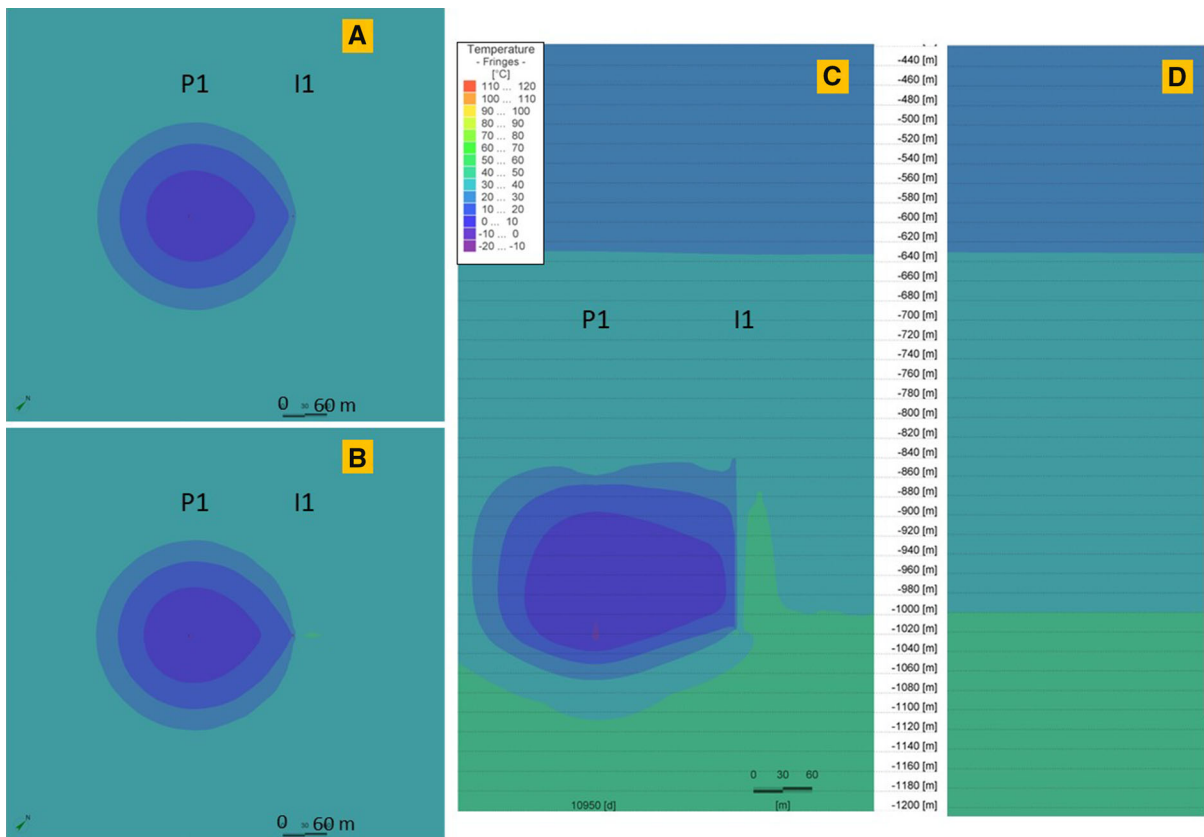 A
P1 I1
N
0 60 m
B
P1 I1
N
0 60 m
Temperature
- Fringes -
[°C]
110 ... 120
100 ... 110
90 ... 100
80 ... 90
70 ... 80
60 ... 70
50 ... 60
40 ... 50
30 ... 40
20 ... 30
10 ... 20
0 ... 10
-10 ... 0
-20 ... -10
C
P1 I1
0 30 60
10950 [d] [m]
-440 [m]
-460 [m]
-480 [m]
-500 [m]
-520 [m]
-540 [m]
-560 [m]
-580 [m]
-600 [m]
-620 [m]
-640 [m]
-660 [m]
-680 [m]
-700 [m]
-720 [m]
-740 [m]
-760 [m]
-780 [m]
-800 [m]
-820 [m]
-840 [m]
-860 [m]
-880 [m]
-900 [m]
-920 [m]
-940 [m]
-960 [m]
-980 [m]
-1000 [m]
-1020 [m]
-1040 [m]
-1060 [m]
-1080 [m]
-1100 [m]
-1120 [m]
-1140 [m]
-1160 [m]
-1180 [m]
-1200 [m]
D